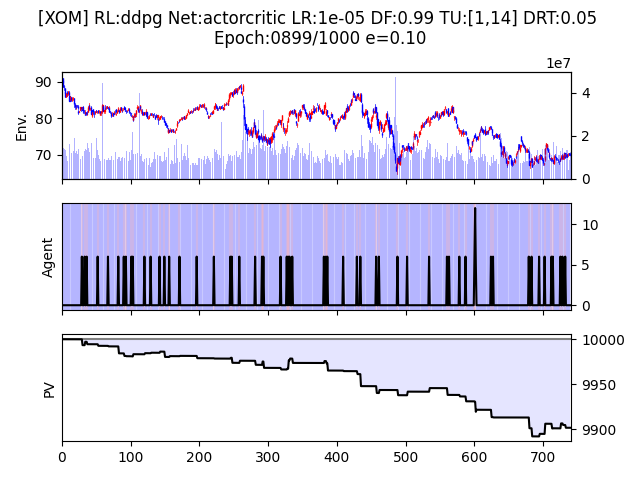 [XOM] RL:ddpg Net:actorcritic LR:1e-05 DF:0.99 TU:[1,14] DRT:0.05
Epoch:0899/1000 e=0.10
1e7
90
80
70
Env.
4
2
0
Agent
10
5
0
PV
10000
9950
9900
0 100 200 300 400 500 600 700